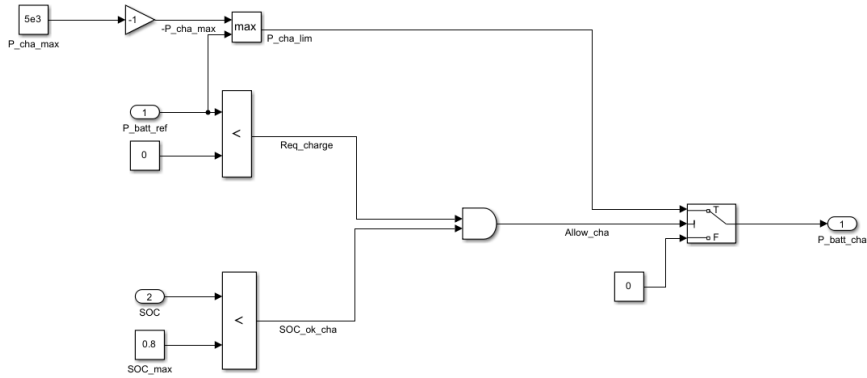 5e3
P_cha_max
-1
-P_cha_max
max
P_cha_lim
1
P_batt_ref
0
<
Req_charge
Allow_cha
T
F
1
P_batt_cha
2
SOC
0.8
SOC_max
<
SOC_ok_cha
0